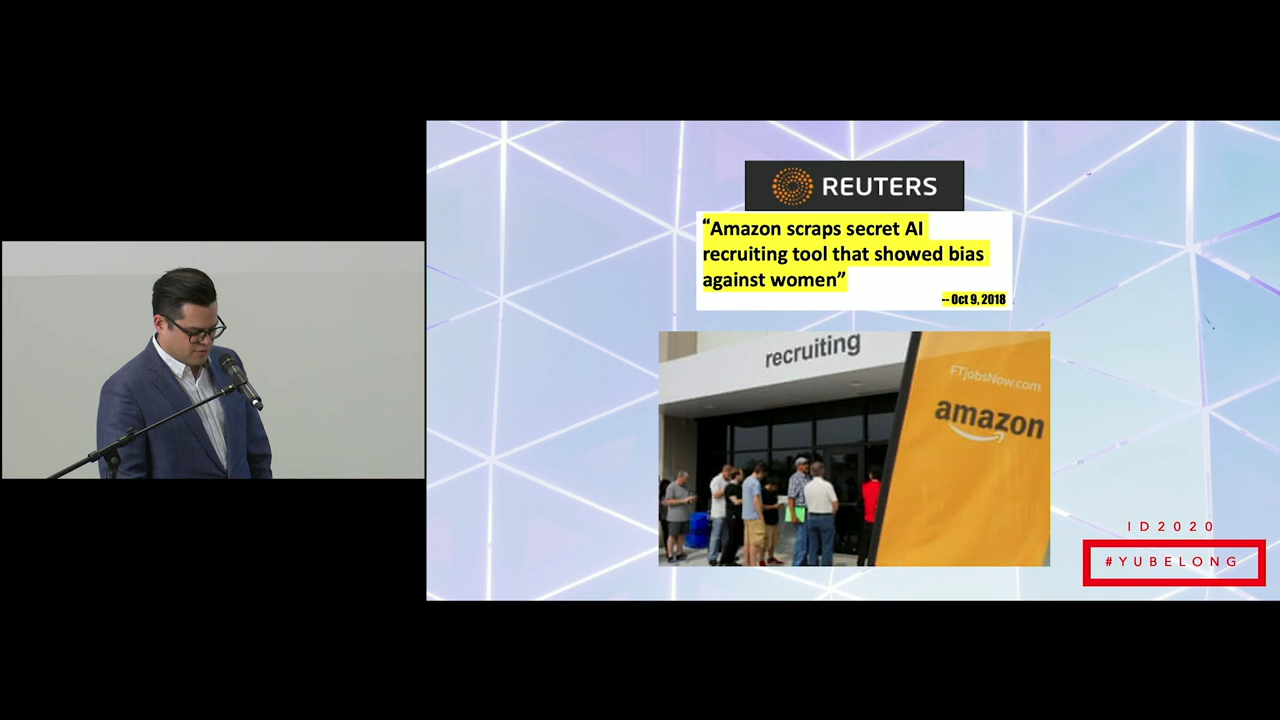 REUTERS
“Amazon scraps secret AI
recruiting tool that showed bias
against women”
-- Oct 9, 2018
recruiting
FTjobsNow.com
amazon
ID2020
#YUBELONG